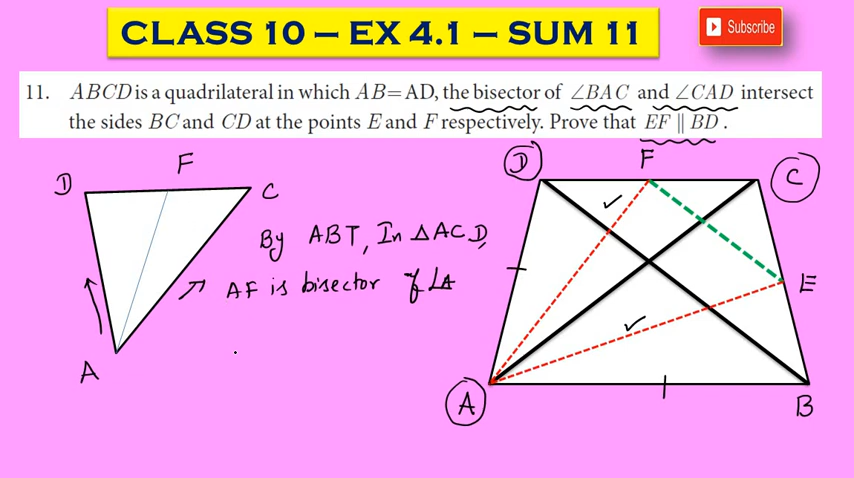 CLASS 10 – EX 4.1 – SUM 11
Subscribe
11. ABCD is a quadrilateral in which AB=AD, the bisector of ∠BAC and ∠CAD intersect
the sides BC and CD at the points E and F respectively. Prove that EF ∥ BD.
D F C
A
By ABT, In △ACD,
AF is bisector of ∠A
D F C
E
A B